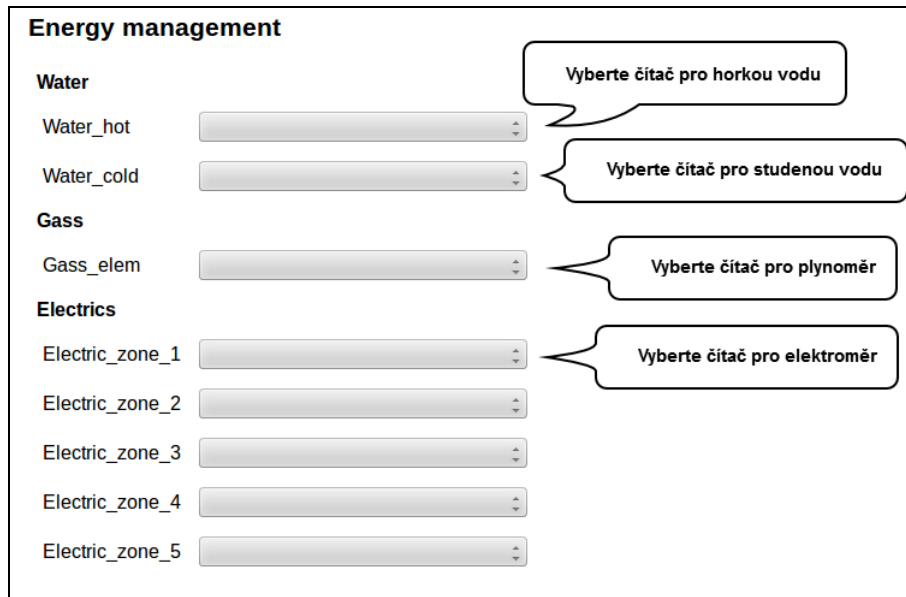 Energy management
Vyberte čítač pro horkou vodu
Water
Water_hot
Water_cold
Vyberte čítač pro studenou vodu
Gass
Gass_elem
Vyberte čítač pro plynoměr
Electrics
Electric_zone_1
Vyberte čítač pro elektroměr
Electric_zone_2
Electric_zone_3
Electric_zone_4
Electric_zone_5